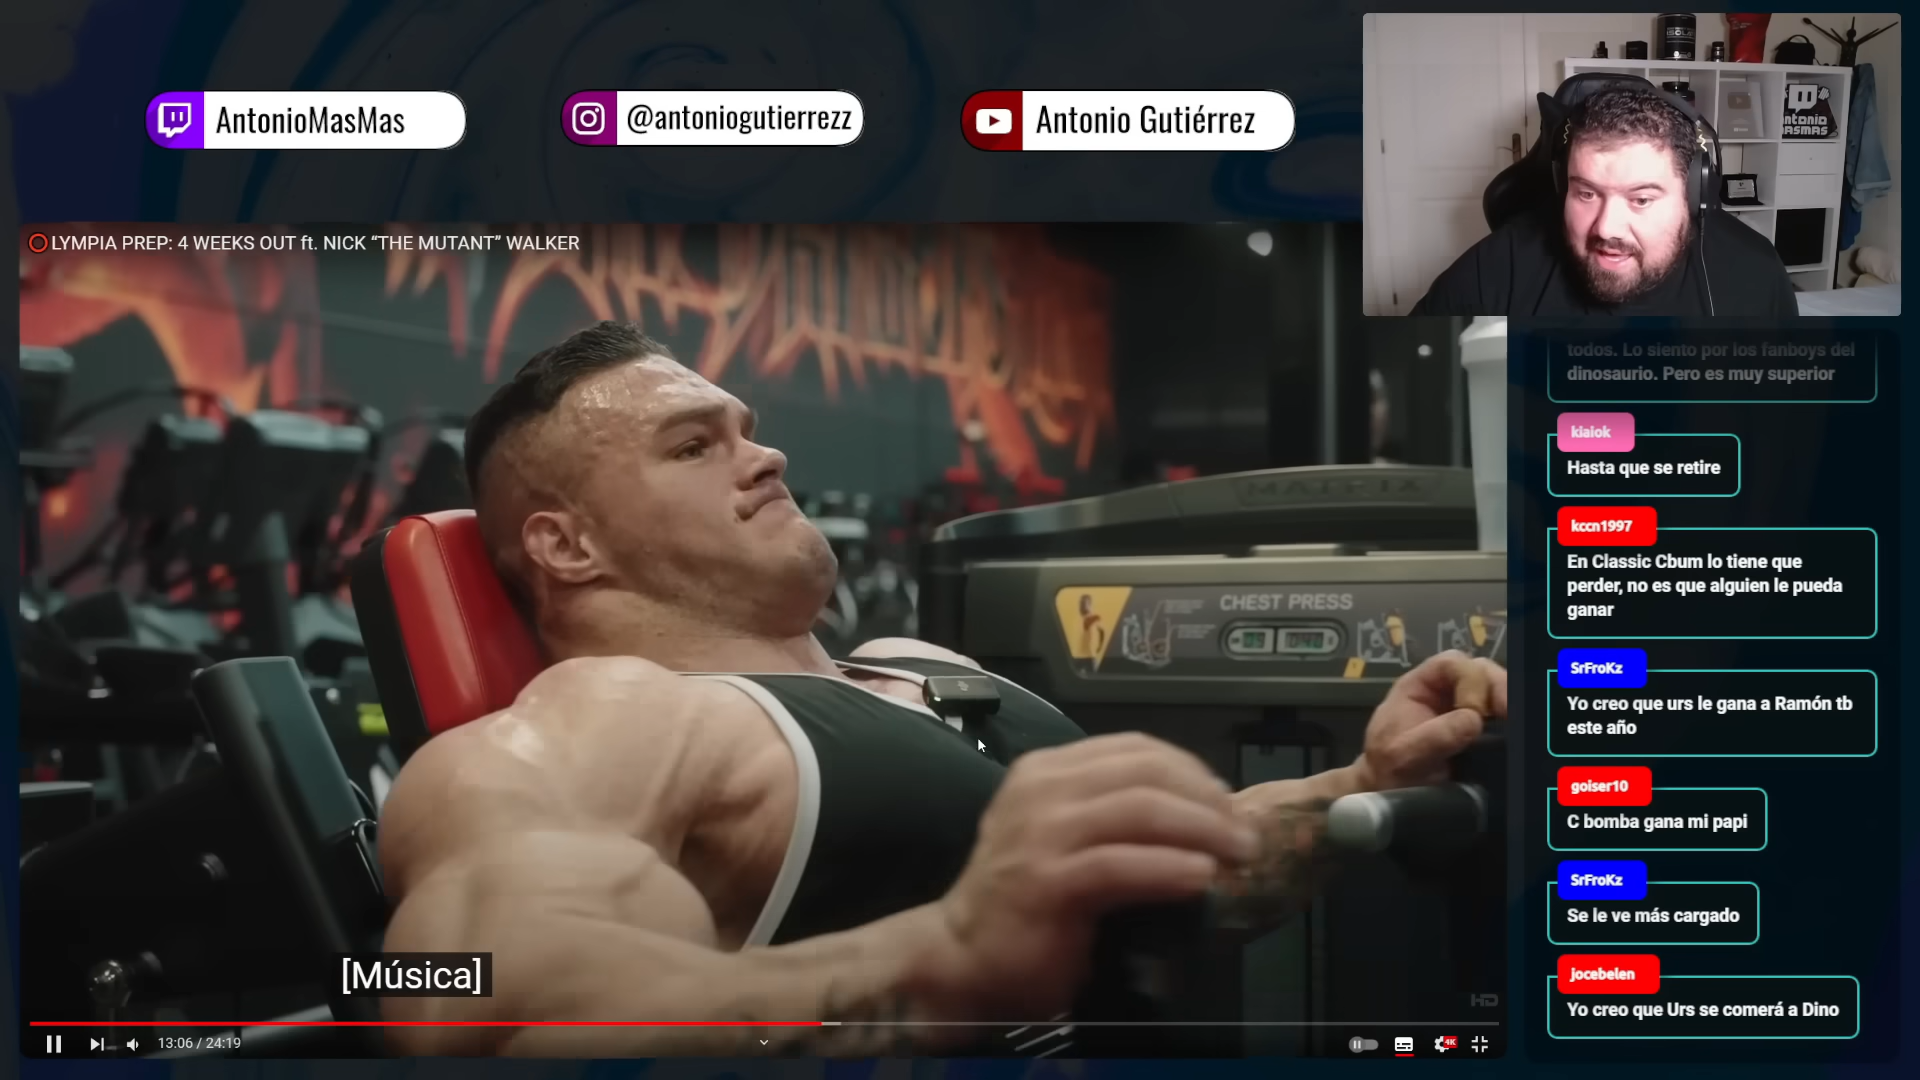 AntonioMasMas
@antoniogutierrezz
Antonio Gutiérrez
antonio
MASMAS
LYMPIA PREP: 4 WEEKS OUT ft. NICK “THE MUTANT” WALKER
MATRIX
CHEST PRESS
[Música]
HD
13:06 / 24:19
4K
todos. Lo siento por los fanboys del
dinosaurio. Pero es muy superior
kiaiok
Hasta que se retire
kccn1997
En Classic Cbum lo tiene que
perder, no es que alguien le pueda
ganar
SrFroKz
Yo creo que urs le gana a Ramón tb
este año
goiser10
C bomba gana mi papi
SrFroKz
Se le ve más cargado
jocebelen
Yo creo que Urs se comerá a Dino